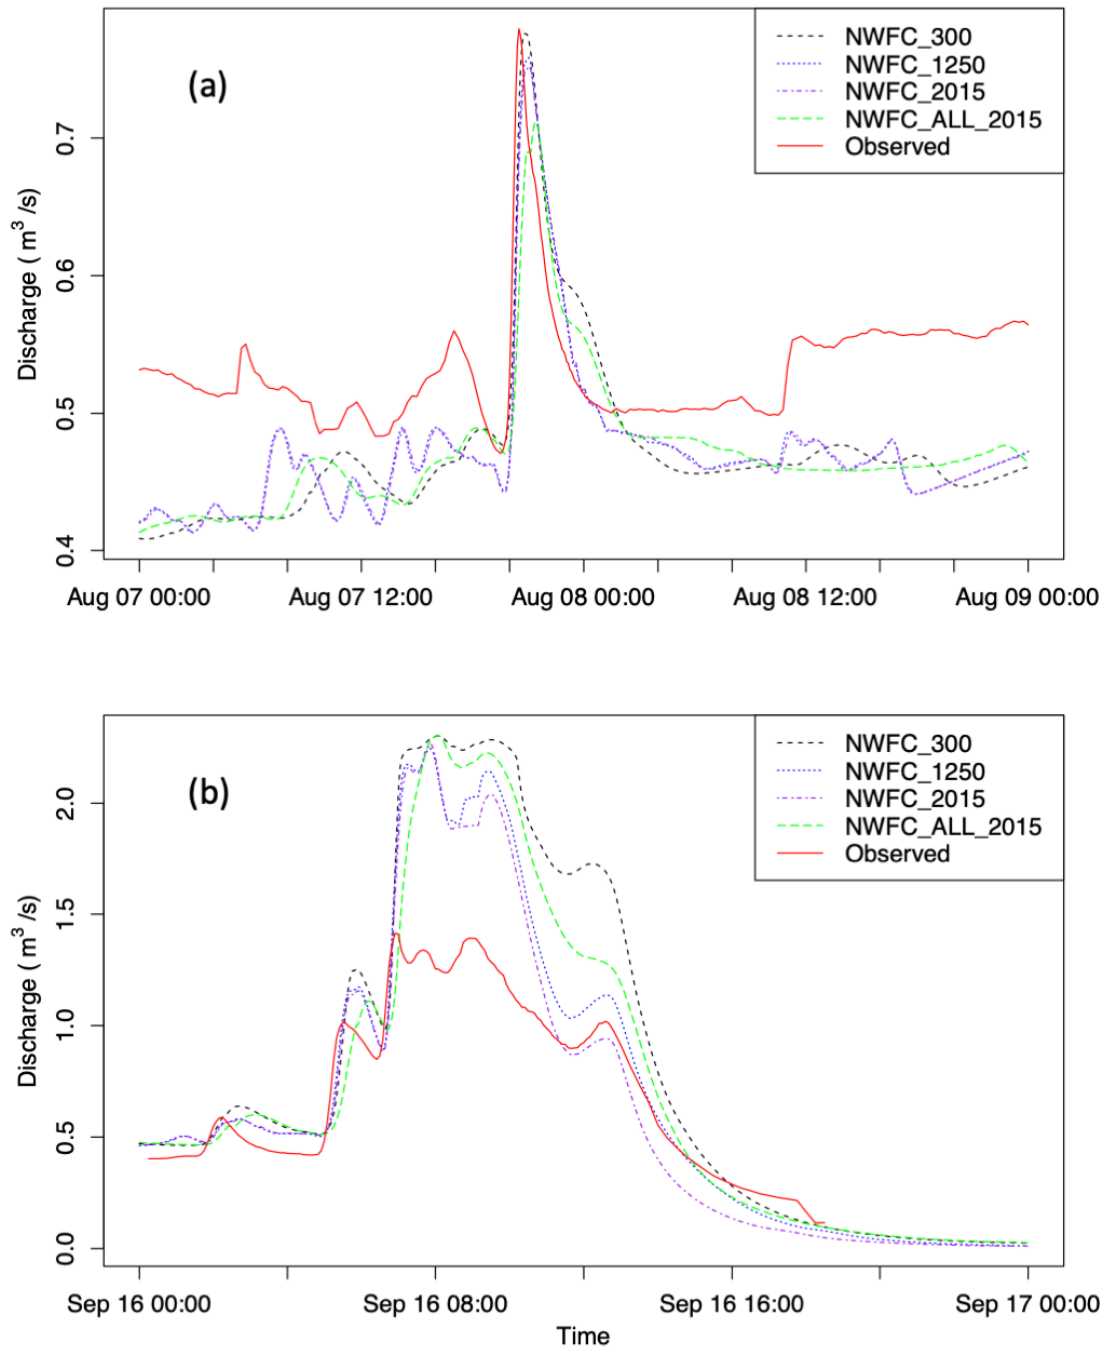 (a)
NWFC_300
NWFC_1250
NWFC_2015
NWFC_ALL_2015
Observed
Discharge ( m³ /s)
0.7
0.6
0.5
0.4
Aug 07 00:00 Aug 07 12:00 Aug 08 00:00 Aug 08 12:00 Aug 09 00:00
(b)
NWFC_300
NWFC_1250
NWFC_2015
NWFC_ALL_2015
Observed
Discharge ( m³ /s)
2.0
1.5
1.0
0.5
0.0
Sep 16 00:00 Sep 16 08:00 Sep 16 16:00 Sep 17 00:00
Time